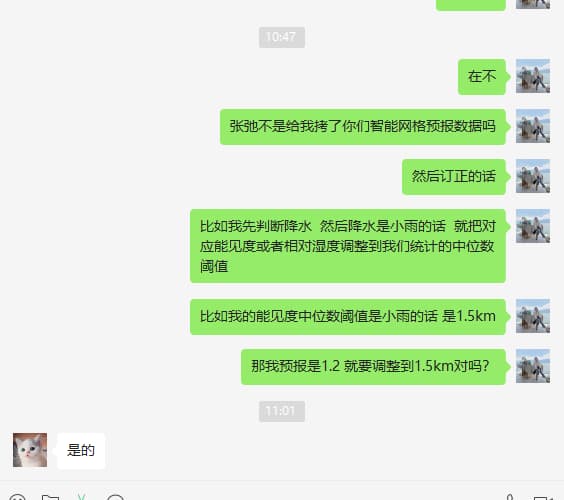 10:47
在不
张弛不是给我拷了你们智能网格预报数据吗
然后订正的话
比如我先判断降水 然后降水是小雨的话 就把对
应能见度或者相对湿度调整到我们统计的中位数
阈值
比如我的能见度中位数阈值是小雨的话 是1.5km
那我预报是1.2 就要调整到1.5km对吗？
11:01
是的